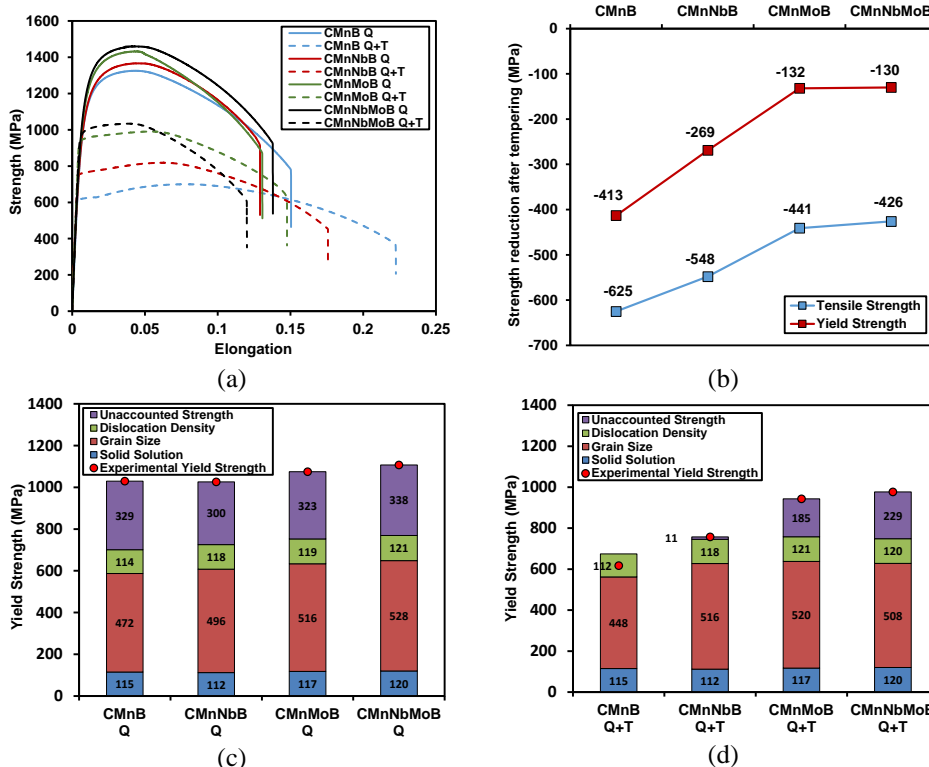 1600
1400
1200
1000
800
600
400
200
0
Strength (MPa)
0
0.05
0.1
0.15
0.2
0.25
Elongation
CMnB Q
CMnB Q+T
CMnNbB Q
CMnNbB Q+T
CMnMoB Q
CMnMoB Q+T
CMnNbMoB Q
CMnNbMoB Q+T
(a)
CMnB CMnNbB CMnMoB CMnNbMoB
0
-100
-200
-300
-400
-500
-600
-700
Strength reduction after tempering (MPa)
-413
-269
-132
-130
-625
-548
-441
-426
Tensile Strength
Yield Strength
(b)
1400
1200
1000
800
600
400
200
0
Yield Strength (MPa)
Unaccounted Strength
Dislocation Density
Grain Size
Solid Solution
Experimental Yield Strength
329 300 323 338
114 118 119 121
472 496 516 528
115 112 117 120
CMnB CMnNbB CMnMoB CMnNbMoB
Q Q Q Q
(c)
1400
1200
1000
800
600
400
200
0
Yield Strength (MPa)
Unaccounted Strength
Dislocation Density
Grain Size
Solid Solution
Experimental Yield Strength
11 185 229
112 118 121 120
448 516 520 508
115 112 117 120
CMnB CMnNbB CMnMoB CMnNbMoB
Q+T Q+T Q+T Q+T
(d)